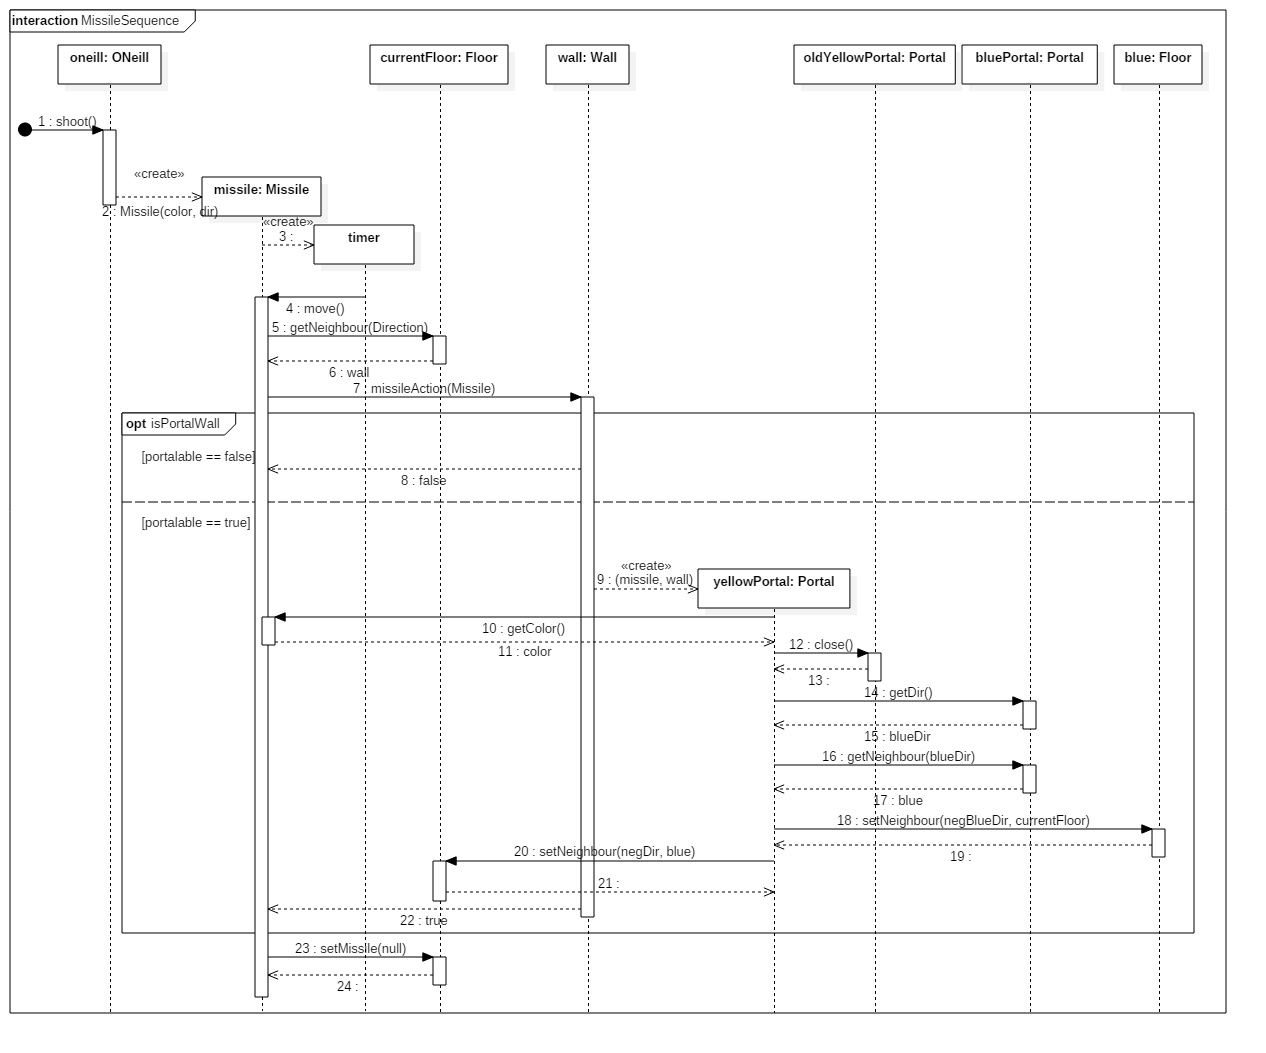 interaction MissileSequence
oneill: ONeill
currentFloor: Floor
wall: Wall
oldYellowPortal: Portal
bluePortal: Portal
blue: Floor
1 : shoot()
«create»
missile: Missile
2 : Missile(color, dir)
«create»
3 :
timer
4 : move()
5 : getNeighbour(Direction)
6 : wall
7 : missileAction(Missile)
opt isPortalWall
[portalable == false]
8 : false
[portalable == true]
«create»
9 : (missile, wall)
yellowPortal: Portal
10 : getColor()
11 : color
12 : close()
13 :
14 : getDir()
15 : blueDir
16 : getNeighbour(blueDir)
17 : blue
18 : setNeighbour(negBlueDir, currentFloor)
19 :
20 : setNeighbour(negDir, blue)
21 :
22 : true
23 : setMissile(null)
24 :